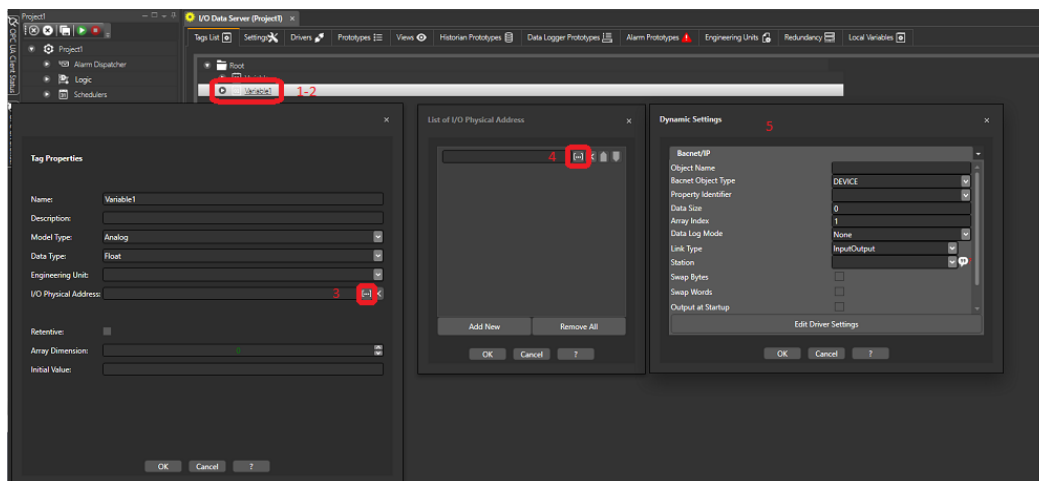 Project1
I/O Data Server (Project1) ×
Tags List Settings Drivers Prototypes Views Historian Prototypes Data Logger Prototypes Alarm Prototypes Engineering Units Redundancy Local Variables
OPC UA Client Status
Project1
Alarm Dispatcher
Logic
Schedulers
Root
Variable1 1-2
Tag Properties
Name: Variable1
Description:
Model Type: Analog
Data Type: Float
Engineering Unit:
I/O Physical Address: 3
Retentive:
Array Dimension:
Initial Value:
OK Cancel ?
List of I/O Physical Address
4
Add New Remove All
OK Cancel ?
Dynamic Settings
5
Bacnet/IP
Object Name
Bacnet Object Type DEVICE
Property Identifier
Data Size 0
Array Index 1
Data Log Mode None
Link Type InputOutput
Station
Swap Bytes
Swap Words
Output at Startup
Edit Driver Settings
OK Cancel ?